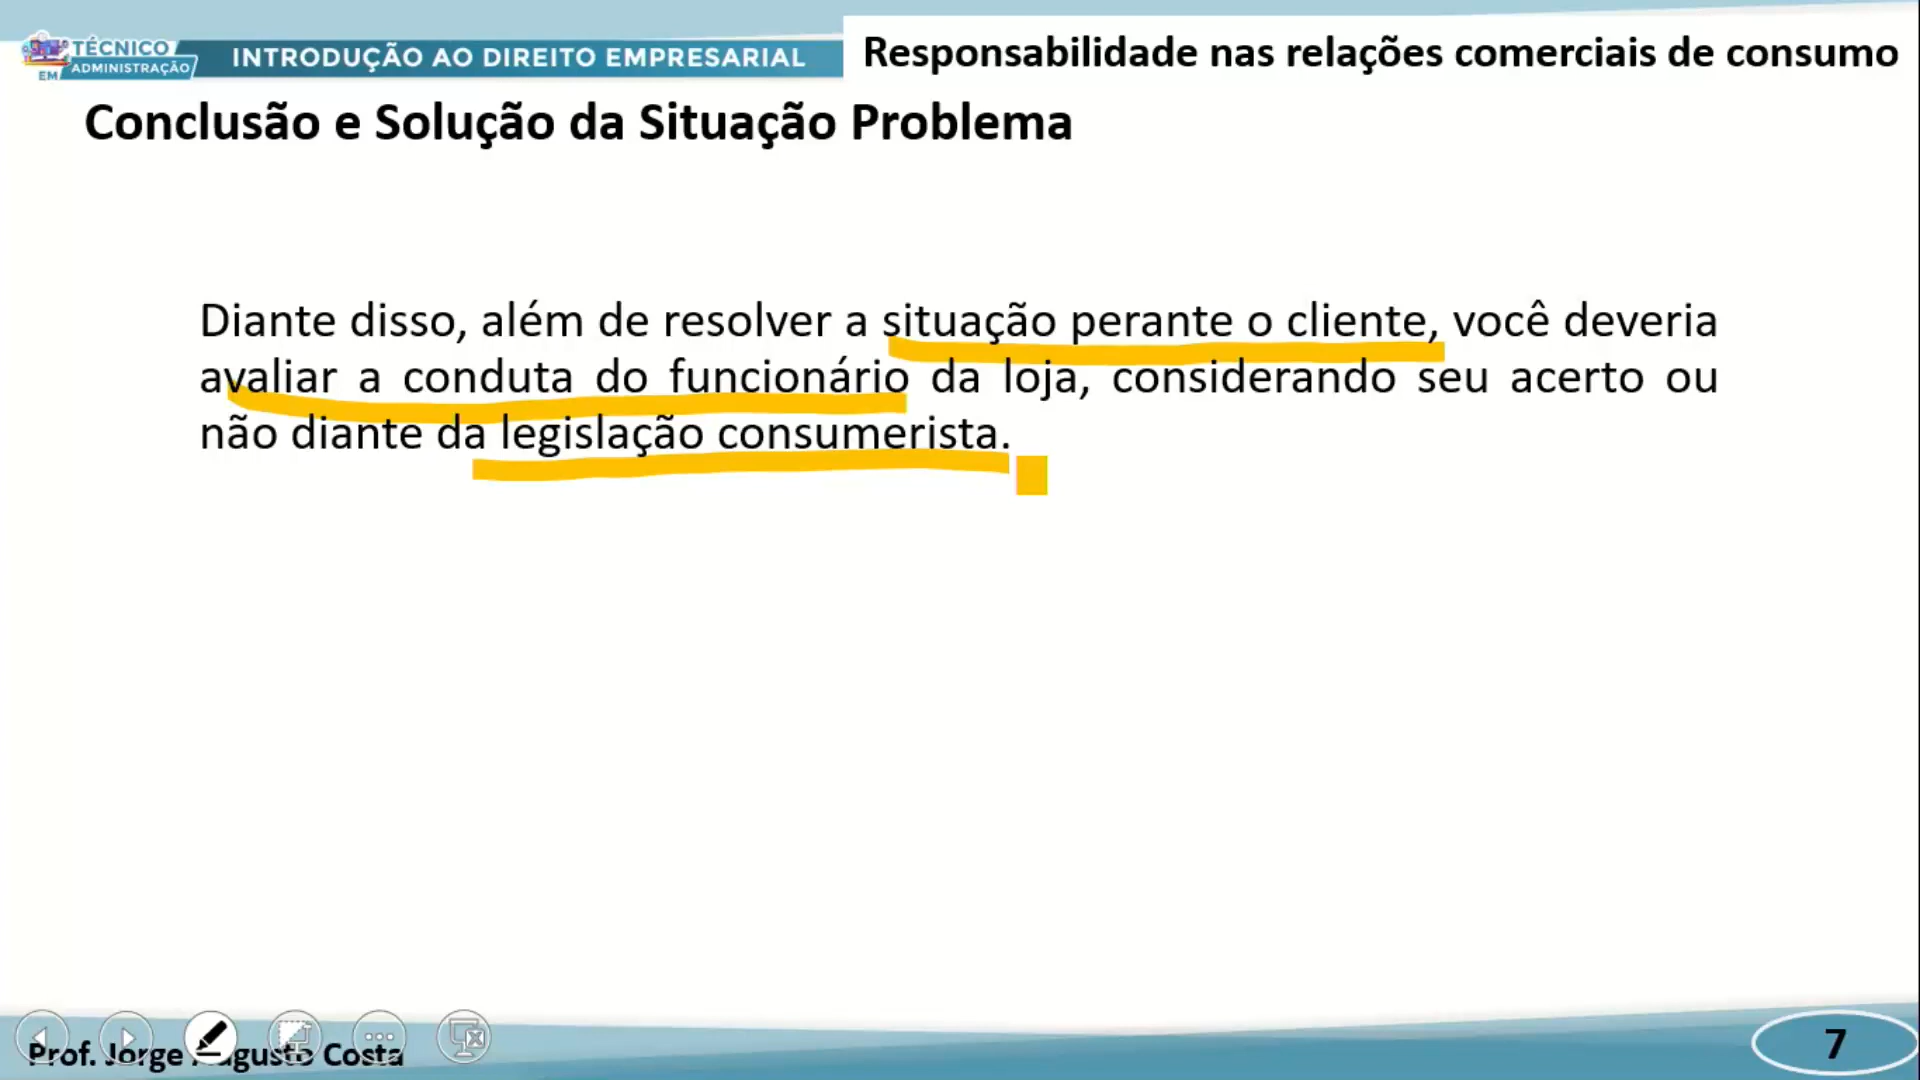 TÉCNICO
EM ADMINISTRAÇÃO
INTRODUÇÃO AO DIREITO EMPRESARIAL
Responsabilidade nas relações comerciais de consumo
Conclusão e Solução da Situação Problema
Diante disso, além de resolver a situação perante o cliente, você deveria
avaliar a conduta do funcionário da loja, considerando seu acerto ou
não diante da legislação consumerista.
Prof. Jorge Augusto Costa
7